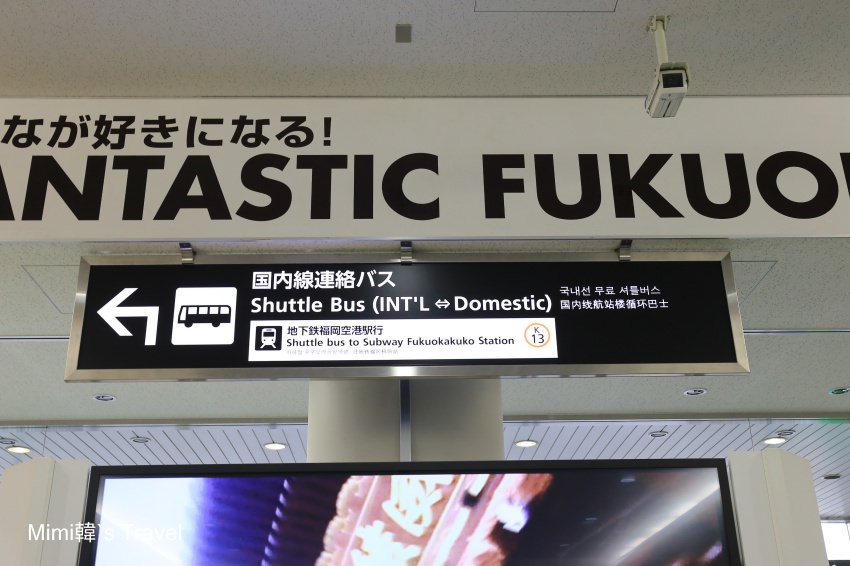 なが好きになる!
ANTASTIC FUKUO
国内線連絡バス
Shuttle Bus (INT'L ⇔ Domestic)
국내선 무료 셔틀버스
国内线航站楼循环巴士
地下鉄福岡空港駅行
Shuttle bus to Subway Fukuokakuko Station
K
13
Mimi韓's Travel